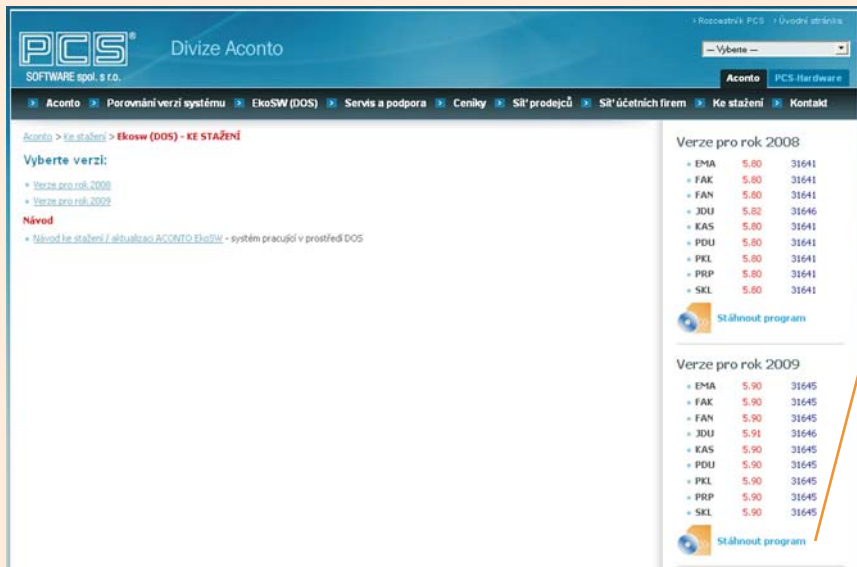 › Rozcestník PCS › Úvodní stránka
PCS®
SOFTWARE spol. s r.o.
Divize Aconto
— Vyberte —
Aconto PCS-Hardware
Aconto Porovnání verzí systému EkoSW (DOS) Servis a podpora Ceníky Síť prodejců Síť účetních firem Ke stažení Kontakt
Aconto > Ke stažení > Ekosw (DOS) - KE STAŽENÍ
Vyberte verzi:
Verze pro rok 2008
Verze pro rok 2009
Návod
Návod ke stažení / aktualizaci ACONTO EkoSW - systém pracující v prostředí DOS
Verze pro rok 2008
EMA 5.80 31641
FAK 5.80 31641
FAN 5.80 31641
JDU 5.82 31646
KAS 5.80 31641
PDU 5.80 31641
PKL 5.80 31641
PRP 5.80 31641
SKL 5.80 31641
Stáhnout program
Verze pro rok 2009
EMA 5.90 31645
FAK 5.90 31645
FAN 5.90 31645
JDU 5.91 31646
KAS 5.90 31645
PDU 5.90 31645
PKL 5.90 31645
PRP 5.90 31645
SKL 5.90 31645
Stáhnout program